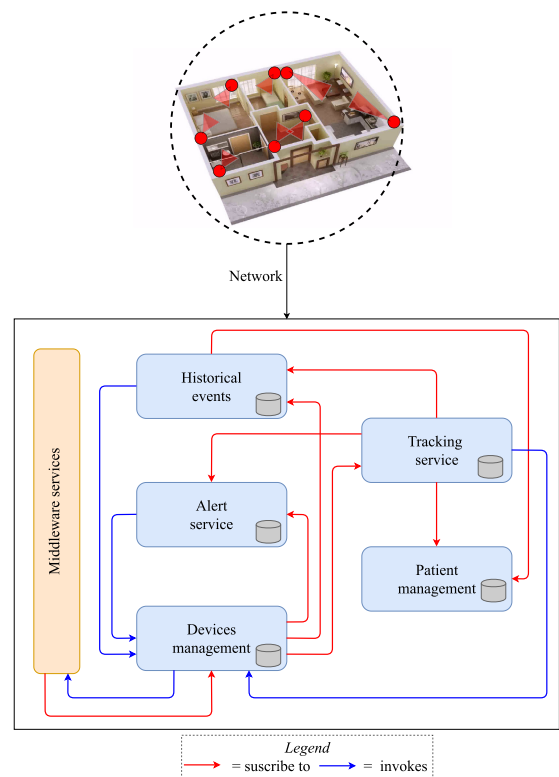 Network
Middleware services
Historical
events
Tracking
service
Alert
service
Patient
management
Devices
management
Legend
= suscribe to
= invokes